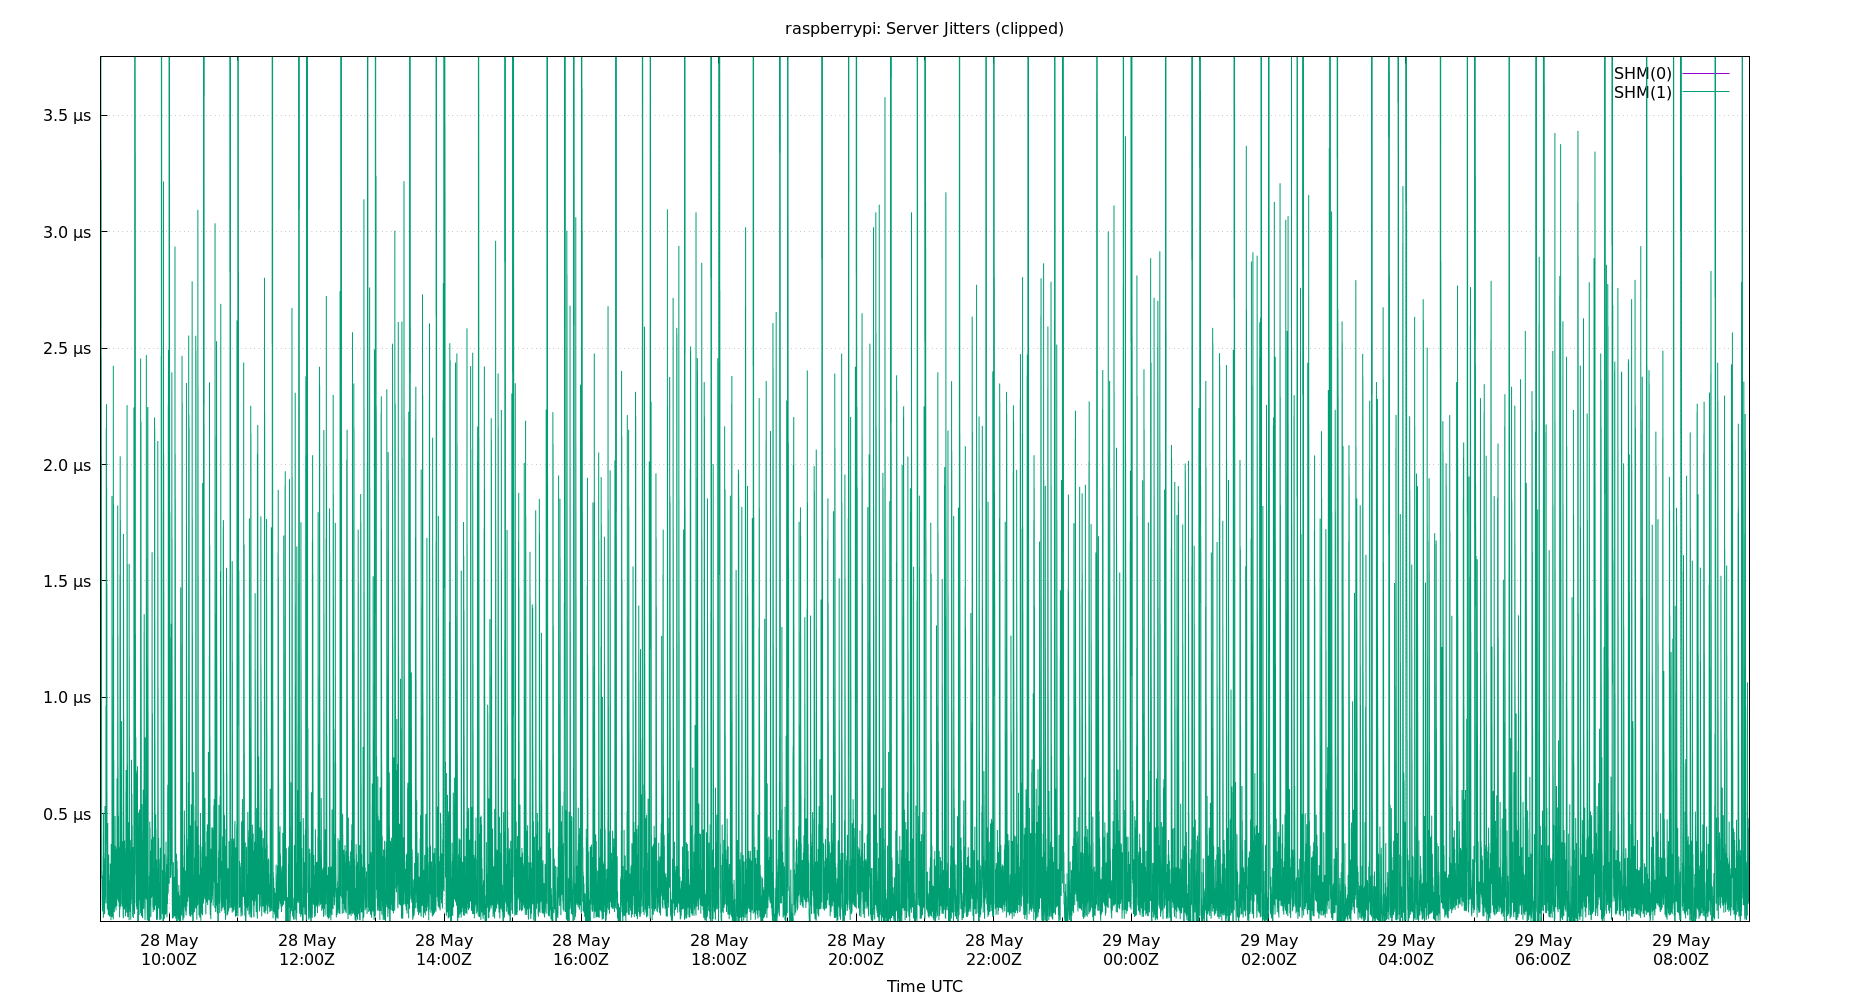 raspberrypi: Server Jitters (clipped)
SHM(0)
SHM(1)
3.5 µs
3.0 µs
2.5 µs
2.0 µs
1.5 µs
1.0 µs
0.5 µs
28 May 28 May 28 May 28 May 28 May 28 May 28 May 29 May 29 May 29 May 29 May 29 May
10:00Z 12:00Z 14:00Z 16:00Z 18:00Z 20:00Z 22:00Z 00:00Z 02:00Z 04:00Z 06:00Z 08:00Z
Time UTC